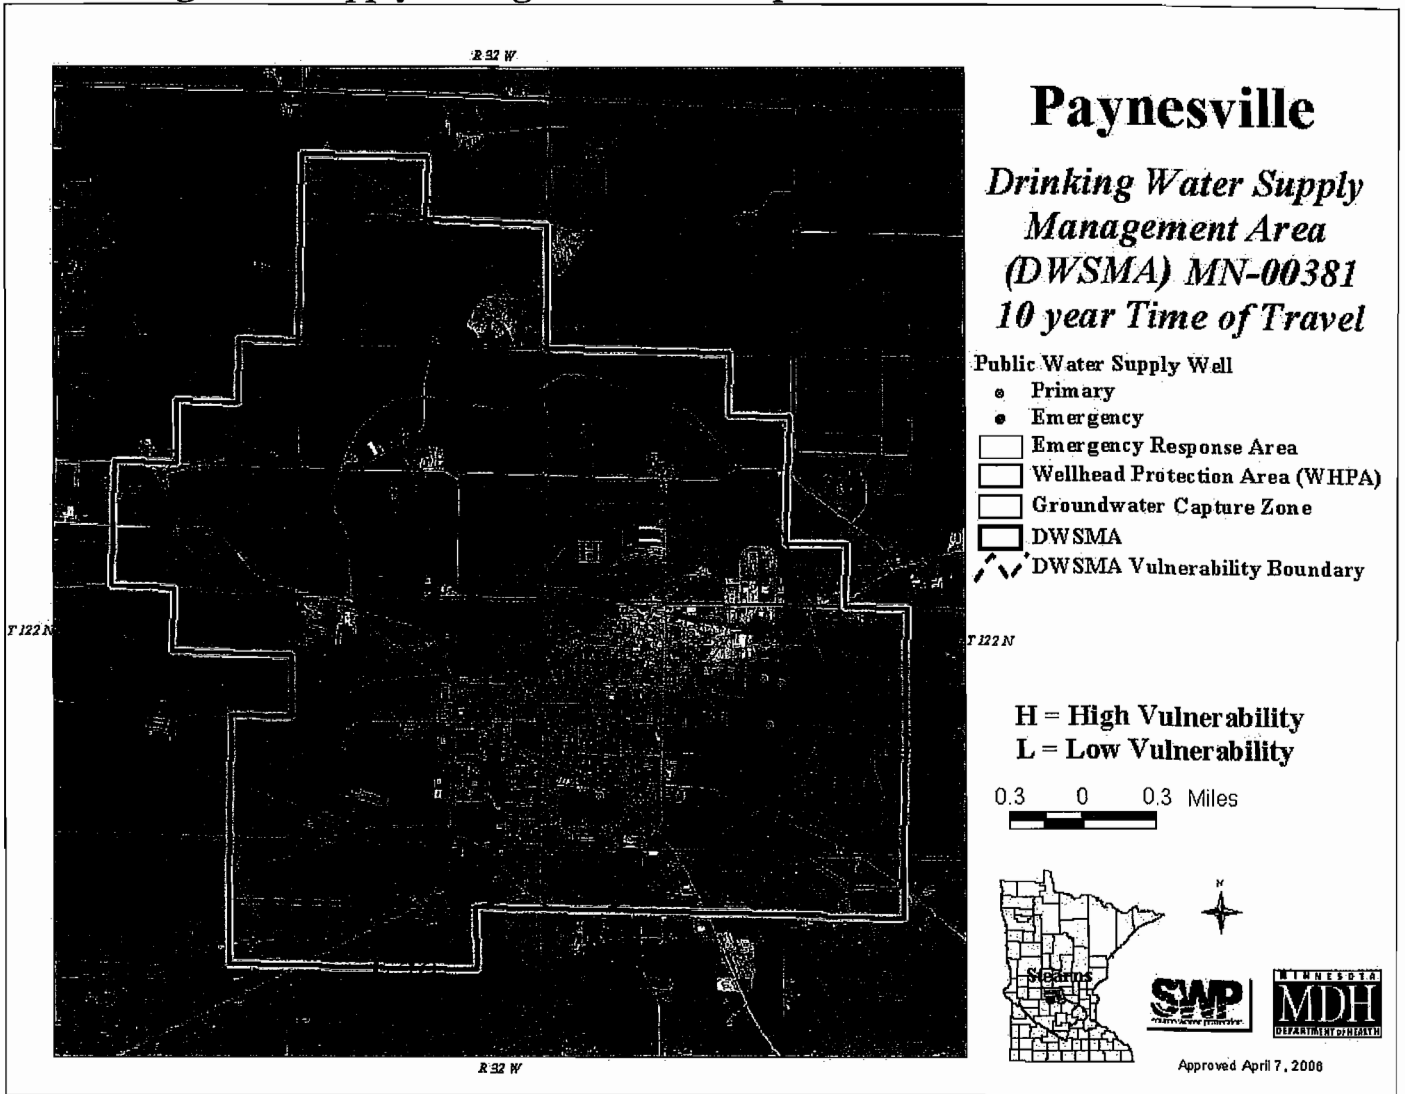 R 32 W
Paynesville
Drinking Water Supply
Management Area
(DWSMA) MN-00381
10 year Time of Travel
Public Water Supply Well
Primary
Emergency
Emergency Response Area
Wellhead Protection Area (WHPA)
Groundwater Capture Zone
DWSMA
DWSMA Vulnerability Boundary
T 122 N
T 122 N
H = High Vulnerability
L = Low Vulnerability
0.3 0 0.3 Miles
N
Stearns
SWP
MINNESOTA
MDH
DEPARTMENT OF HEALTH
R 32 W
Approved April 7, 2006